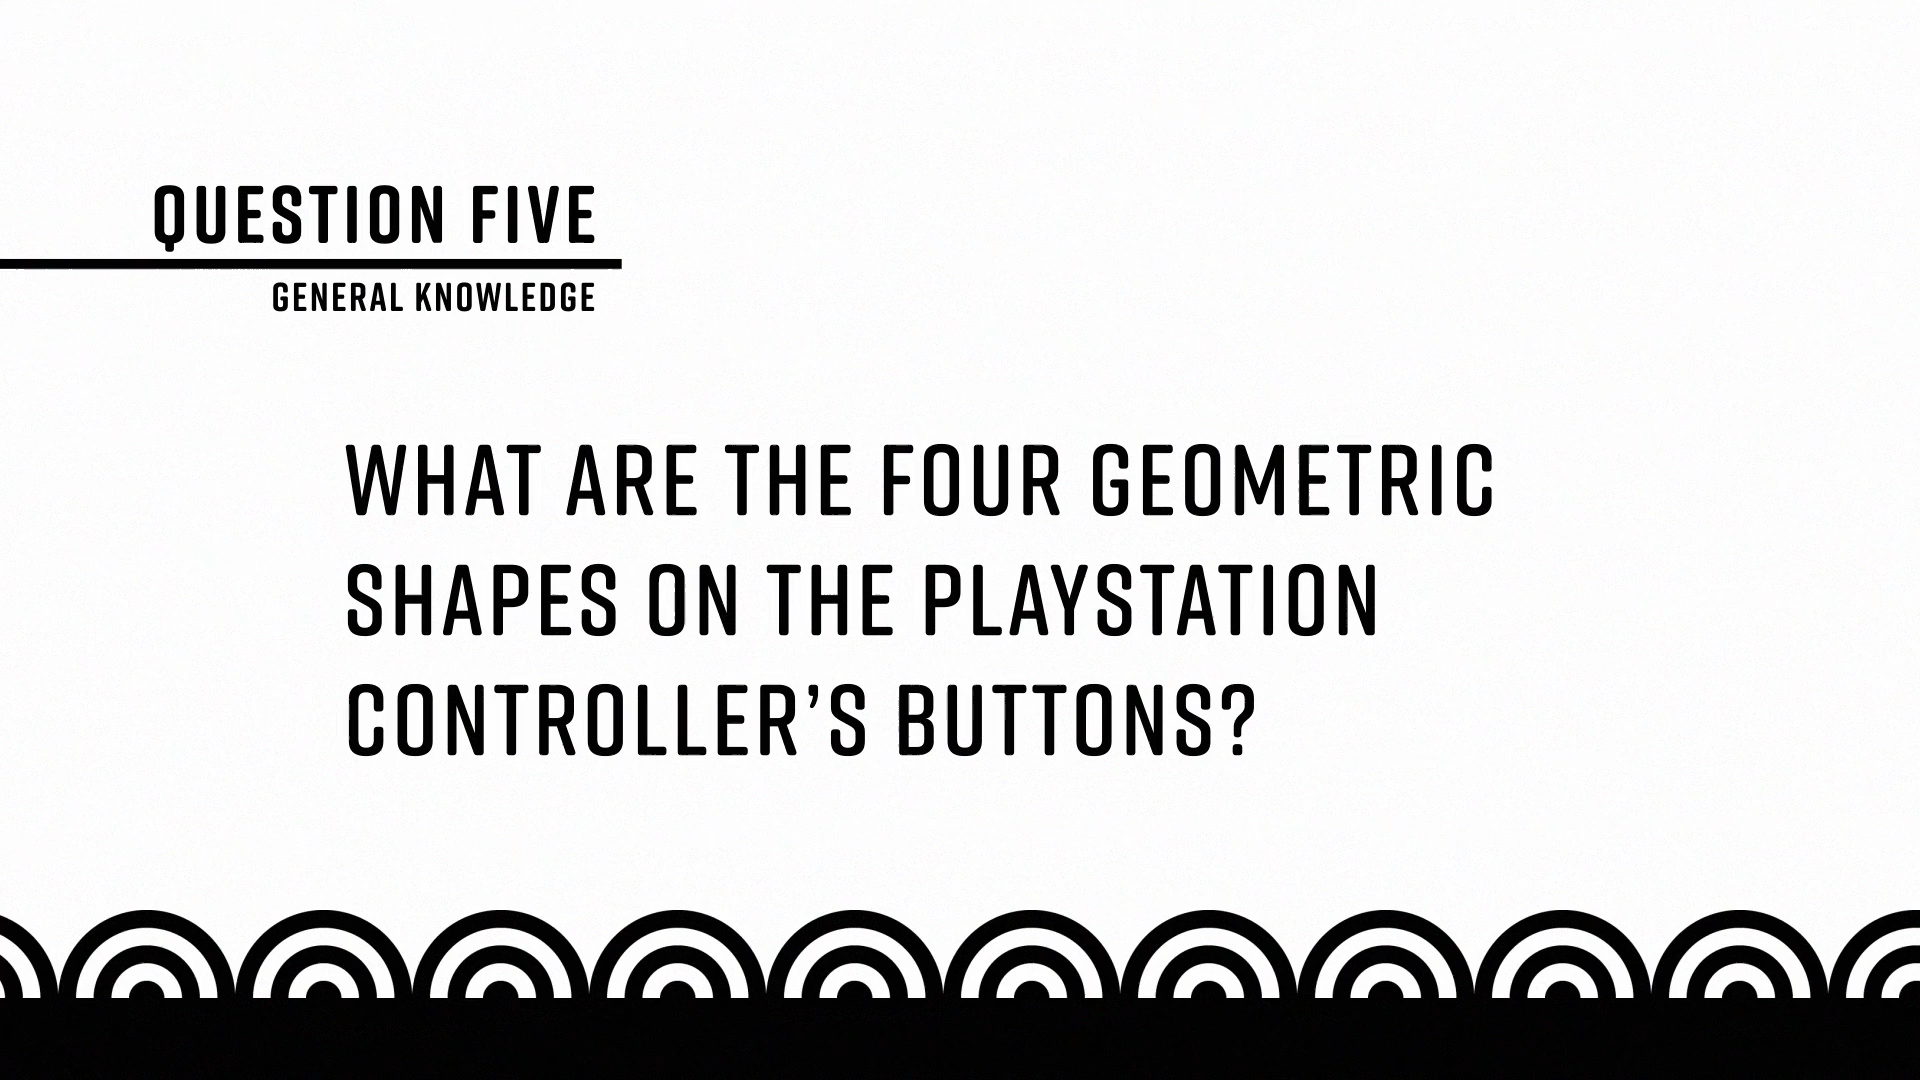 QUESTION FIVE
GENERAL KNOWLEDGE
WHAT ARE THE FOUR GEOMETRIC
SHAPES ON THE PLAYSTATION
CONTROLLER’S BUTTONS?